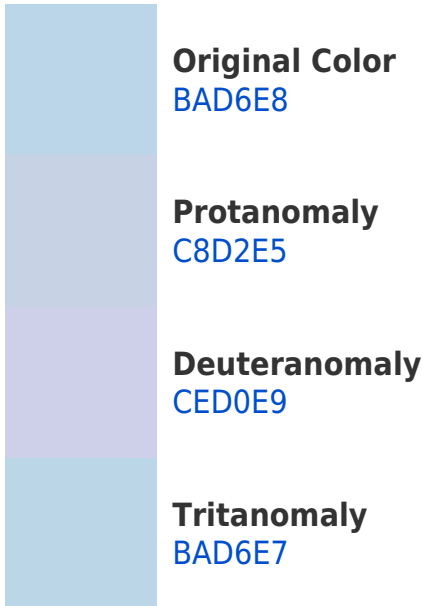 Original Color
BAD6E8
Protanomaly
C8D2E5
Deuteranomaly
CED0E9
Tritanomaly
BAD6E7